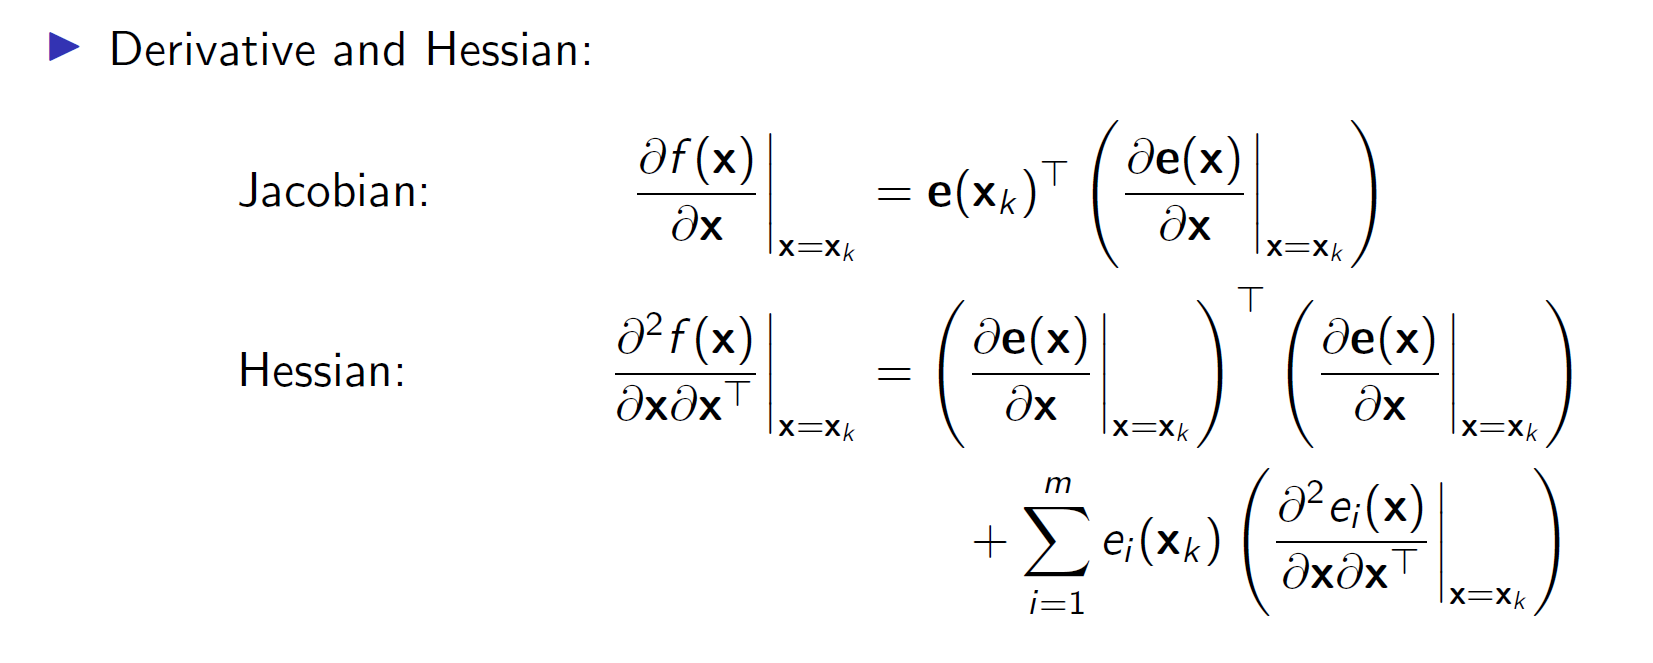 ▶ Derivative and Hessian:
Jacobian: $\left.\frac{\partial f(\mathbf{x})}{\partial \mathbf{x}}\right|_{\mathbf{x}=\mathbf{x}_k} = \mathbf{e}(\mathbf{x}_k)^\top \left( \left.\frac{\partial \mathbf{e}(\mathbf{x})}{\partial \mathbf{x}}\right|_{\mathbf{x}=\mathbf{x}_k} \right)$
Hessian: $\left.\frac{\partial^2 f(\mathbf{x})}{\partial \mathbf{x} \partial \mathbf{x}^\top}\right|_{\mathbf{x}=\mathbf{x}_k} = \left( \left.\frac{\partial \mathbf{e}(\mathbf{x})}{\partial \mathbf{x}}\right|_{\mathbf{x}=\mathbf{x}_k} \right)^\top \left( \left.\frac{\partial \mathbf{e}(\mathbf{x})}{\partial \mathbf{x}}\right|_{\mathbf{x}=\mathbf{x}_k} \right)$
$+ \sum_{i=1}^{m} e_i(\mathbf{x}_k) \left( \left.\frac{\partial^2 e_i(\mathbf{x})}{\partial \mathbf{x} \partial \mathbf{x}^\top}\right|_{\mathbf{x}=\mathbf{x}_k} \right)$